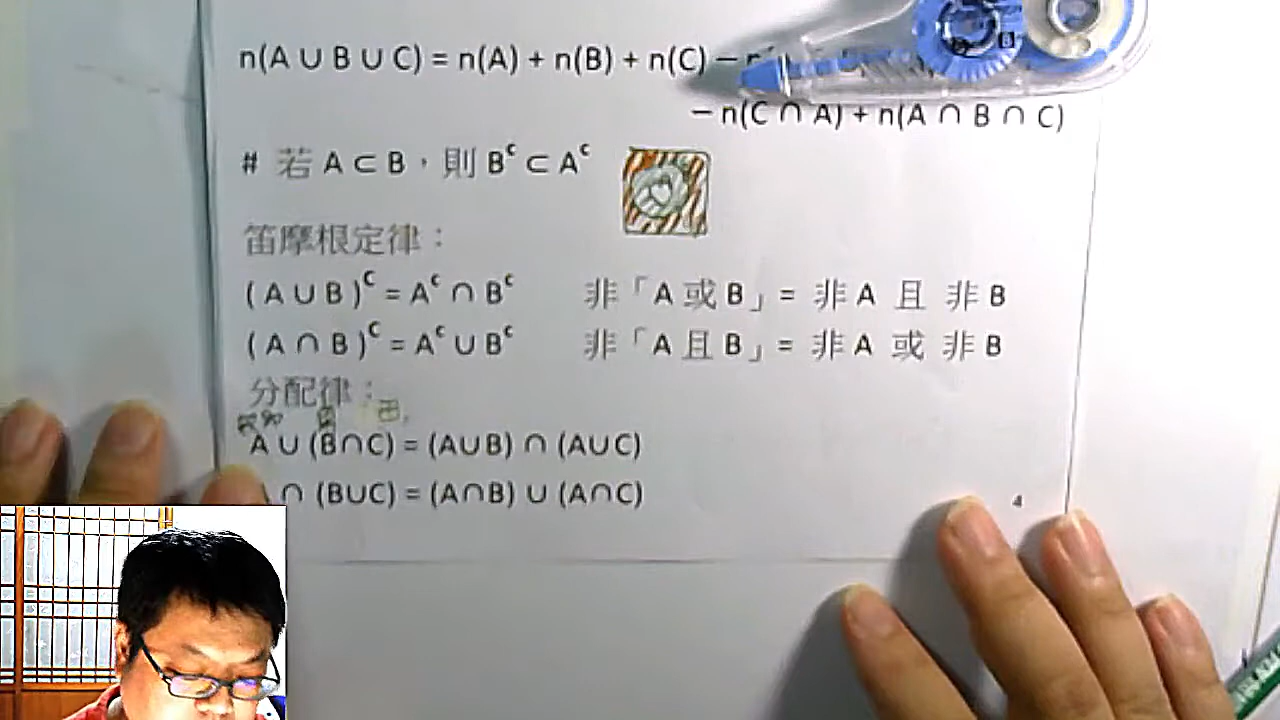 n(A ∪ B ∪ C) = n(A) + n(B) + n(C) −
− n(C ∩ A) + n(A ∩ B ∩ C)
# 若 A ⊂ B，則 Bᶜ ⊂ Aᶜ
笛摩根定律：
( A ∪ B )ᶜ = Aᶜ ∩ Bᶜ 非「A 或 B」= 非 A 且 非 B
( A ∩ B )ᶜ = Aᶜ ∪ Bᶜ 非「A 且 B」= 非 A 或 非 B
分配律：
A ∪ (B∩C) = (A∪B) ∩ (A∪C)
∩ (B∪C) = (A∩B) ∪ (A∩C)
4